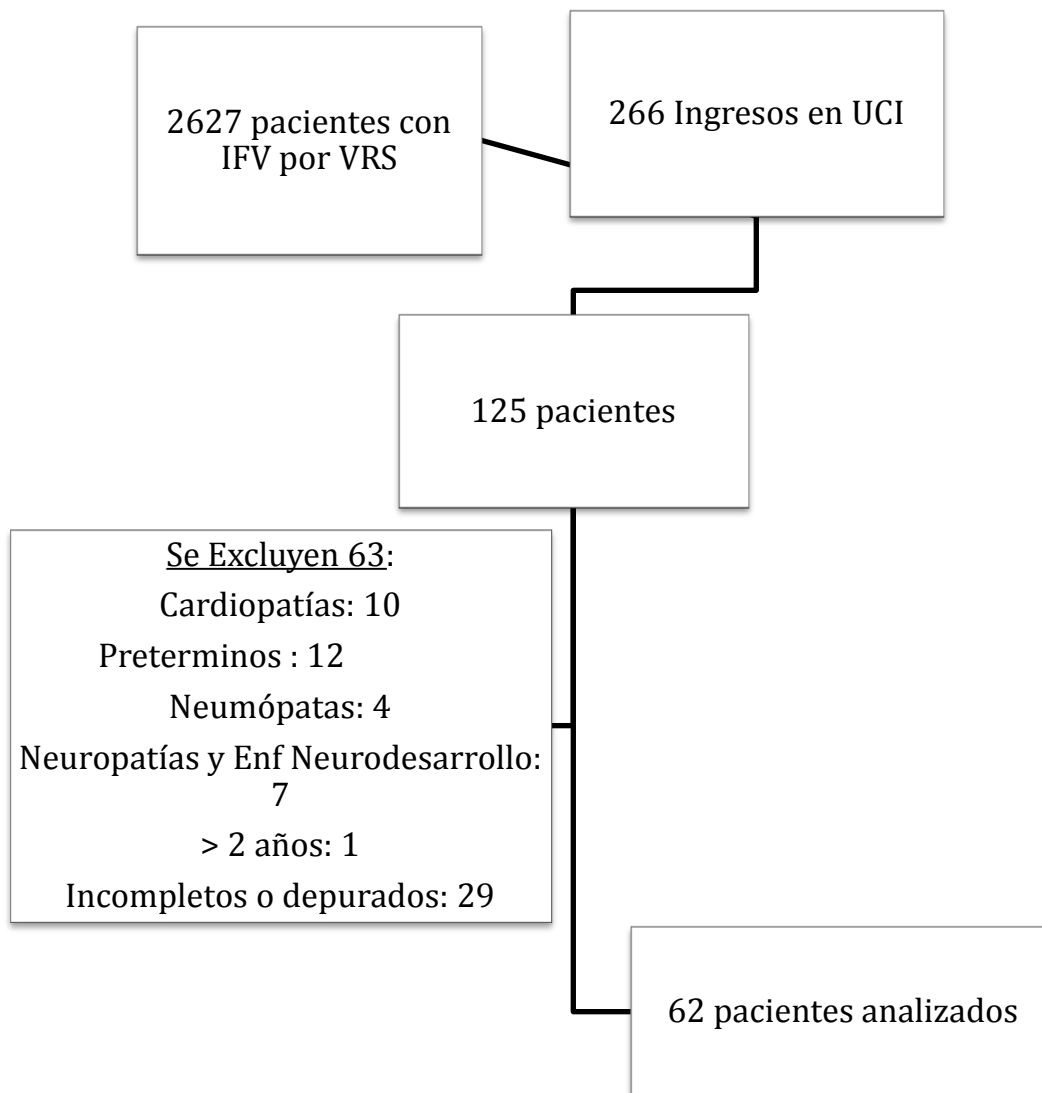 2627 pacientes con
IFV por VRS
266 Ingresos en UCI
125 pacientes
Se Excluyen 63:
Cardiopatías: 10
Preterminos : 12
Neumópatas: 4
Neuropatías y Enf Neurodesarrollo:
7
> 2 años: 1
Incompletos o depurados: 29
62 pacientes analizados